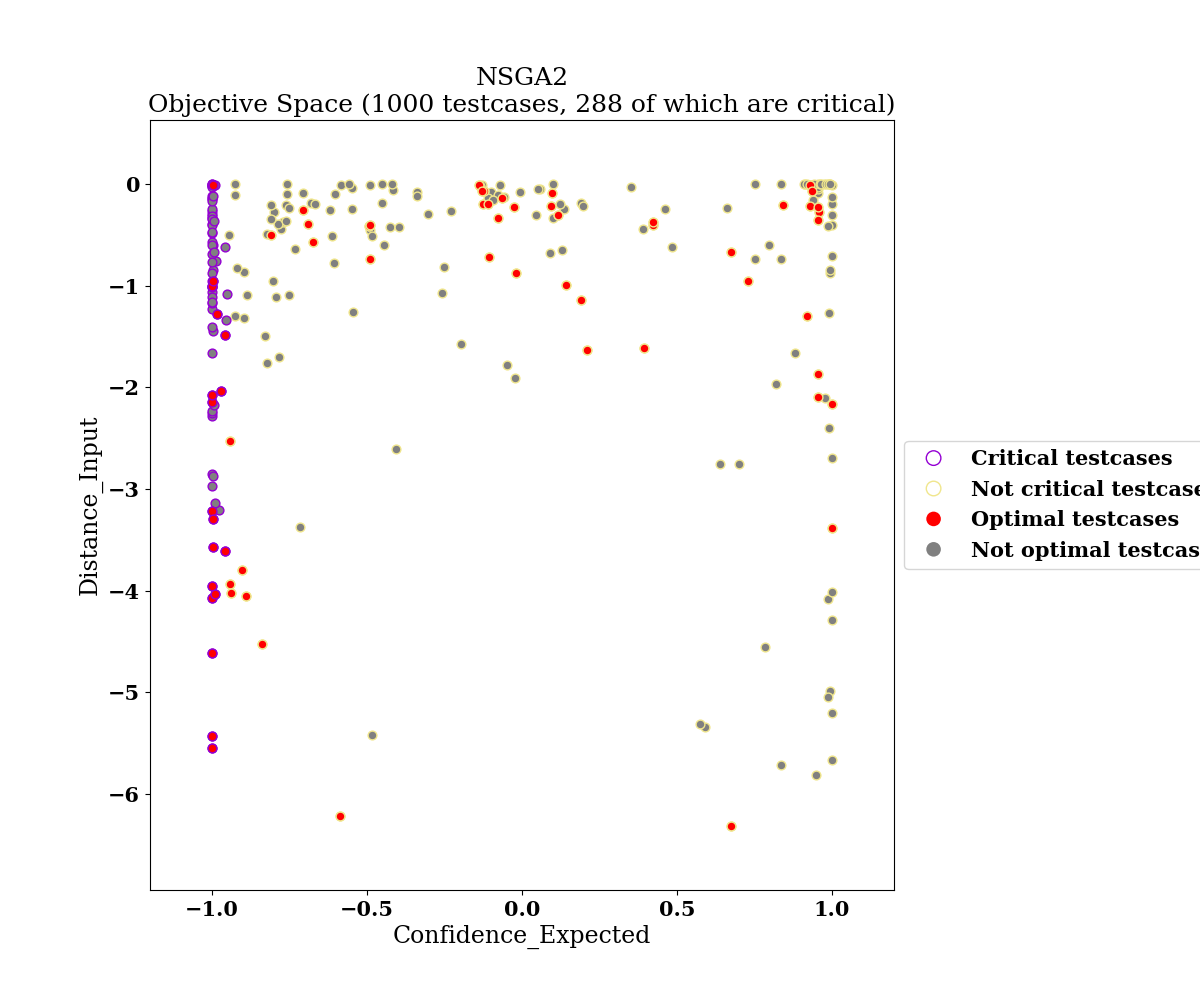 NSGA2
Objective Space (1000 testcases, 288 of which are critical)
0
−1
−2
−3
−4
−5
−6
Distance_Input
−1.0
−0.5
0.0
0.5
1.0
Confidence_Expected
Critical testcases
Not critical testcase
Optimal testcases
Not optimal testcas